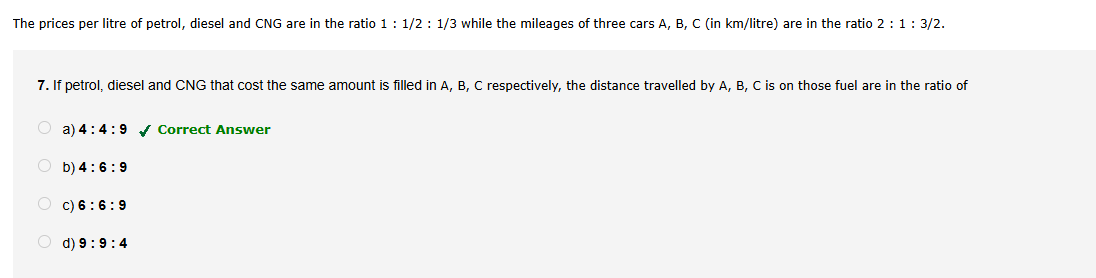 The prices per litre of petrol, diesel and CNG are in the ratio 1 : 1/2 : 1/3 while the mileages of three cars A, B, C (in km/litre) are in the ratio 2 : 1 : 3/2.
7. If petrol, diesel and CNG that cost the same amount is filled in A, B, C respectively, the distance travelled by A, B, C is on those fuel are in the ratio of
a) 4 : 4 : 9 ✓ Correct Answer
b) 4 : 6 : 9
c) 6 : 6 : 9
d) 9 : 9 : 4